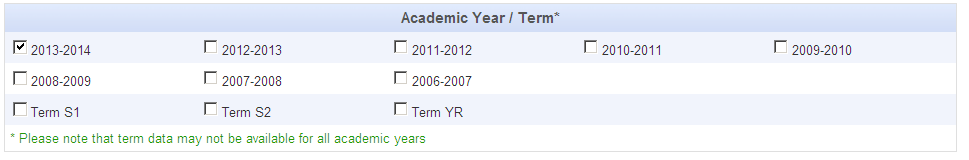 Academic Year / Term*
2013-2014 2012-2013 2011-2012 2010-2011 2009-2010
2008-2009 2007-2008 2006-2007
Term S1 Term S2 Term YR
* Please note that term data may not be available for all academic years